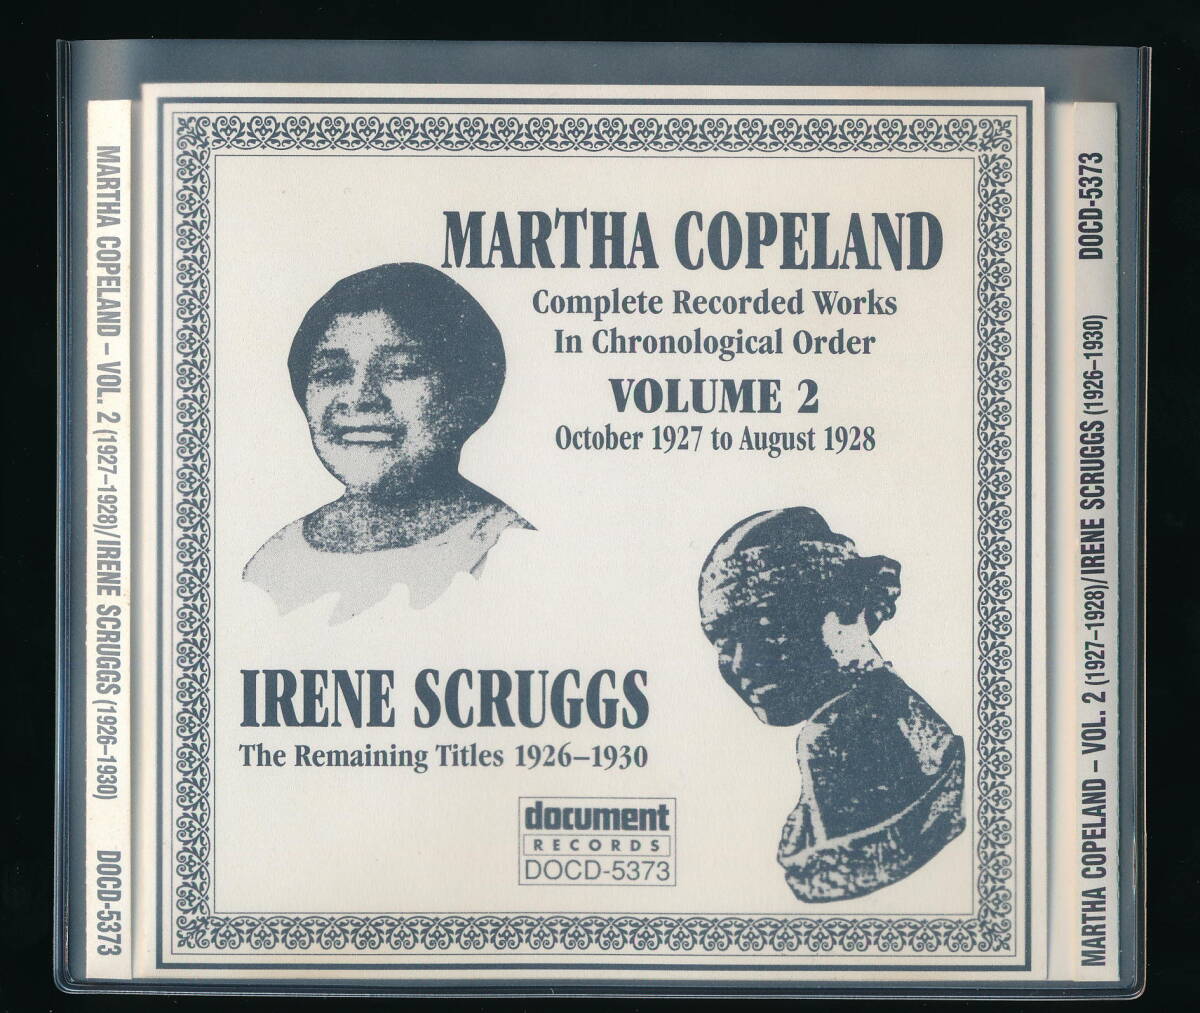 MARTHA COPELAND – VOL. 2 (1927–1928)/IRENE SCRUGGS (1926–1930) DOCD-5373
MARTHA COPELAND
Complete Recorded Works
In Chronological Order
VOLUME 2
October 1927 to August 1928
IRENE SCRUGGS
The Remaining Titles 1926–1930
document
RECORDS
DOCD-5373
MARTHA COPELAND – VOL. 2 (1927–1928)/IRENE SCRUGGS (1926–1930) DOCD-5373